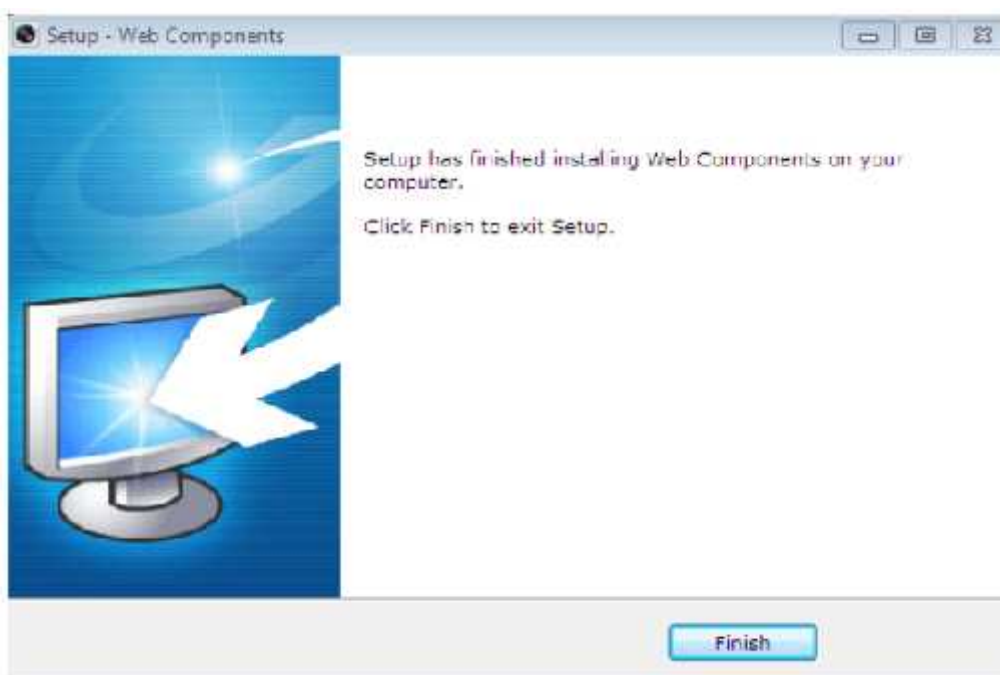 Setup - Web Components
Setup has finished installing Web Components on your
computer.
Click Finish to exit Setup.
Finish